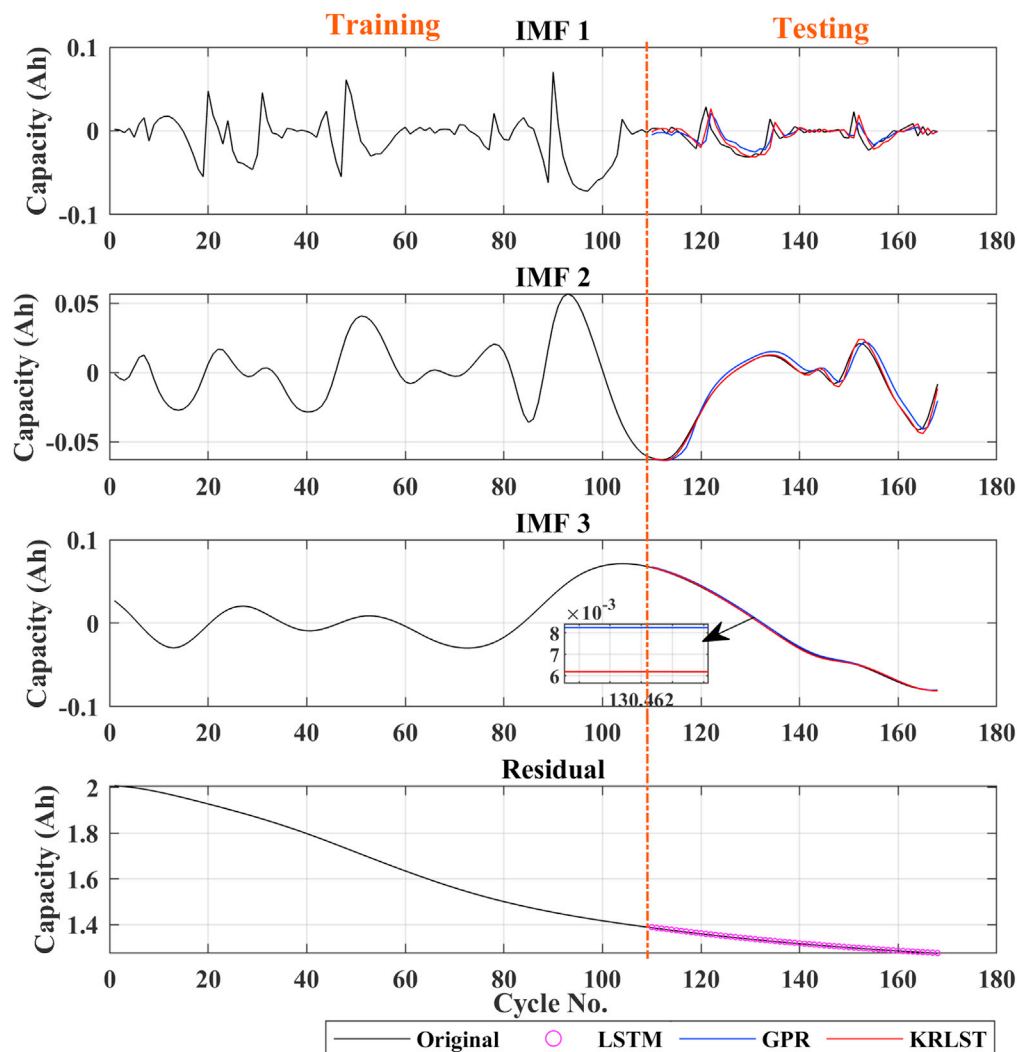 Training IMF 1 Testing
Capacity (Ah)
0.1
0
-0.1
0 20 40 60 80 100 120 140 160 180
IMF 2
Capacity (Ah)
0.05
0
-0.05
0 20 40 60 80 100 120 140 160 180
IMF 3
Capacity (Ah)
0.1
0
-0.1
×10-3
8
7
6
130.462
0 20 40 60 80 100 120 140 160 180
Residual
Capacity (Ah)
2
1.8
1.6
1.4
0 20 40 60 80 100 120 140 160 180
Cycle No.
Original LSTM GPR KRLST